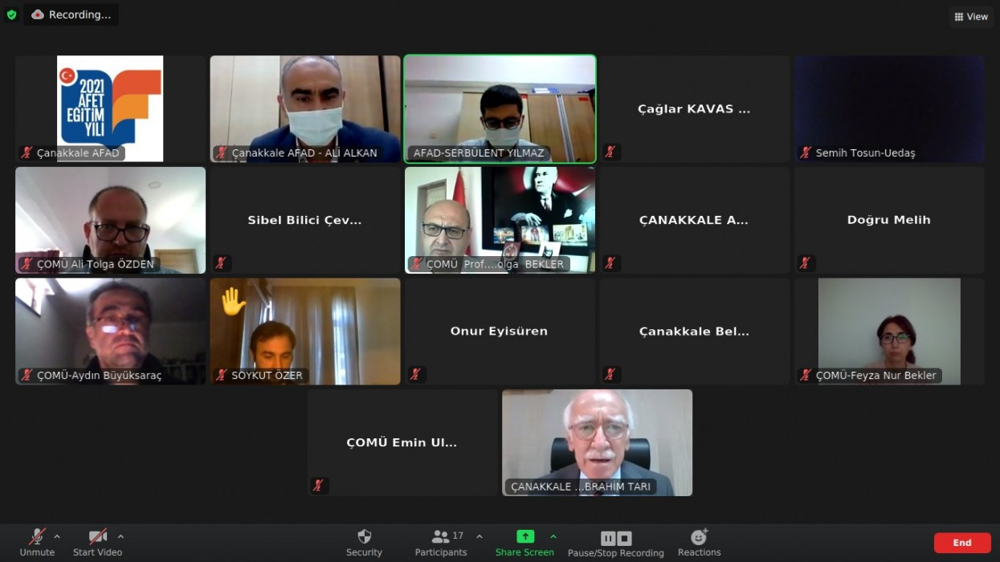 Recording...
View
2021
AFET
EĞİTİM
YILI
Çanakkale AFAD
Çanakkale AFAD - ALİ ALKAN
AFAD-SERBÜLENT YILMAZ
Çağlar KAVAS ...
Semih Tosun-Uedaş
ÇOMÜ Ali Tolga ÖZDEN
Sibel Bilici Çev...
ÇOMÜ Prof....olga BEKLER
ÇANAKKALE A...
Doğru Melih
ÇOMÜ-Aydın Büyüksaraç
SOYKUT ÖZER
Onur Eyisüren
Çanakkale Bel...
ÇOMÜ-Feyza Nur Bekler
ÇOMÜ Emin Ul...
ÇANAKKALE ...BRAHİM TARI
Unmute
Start Video
Security
Participants
17
Share Screen
Pause/Stop Recording
Reactions
End